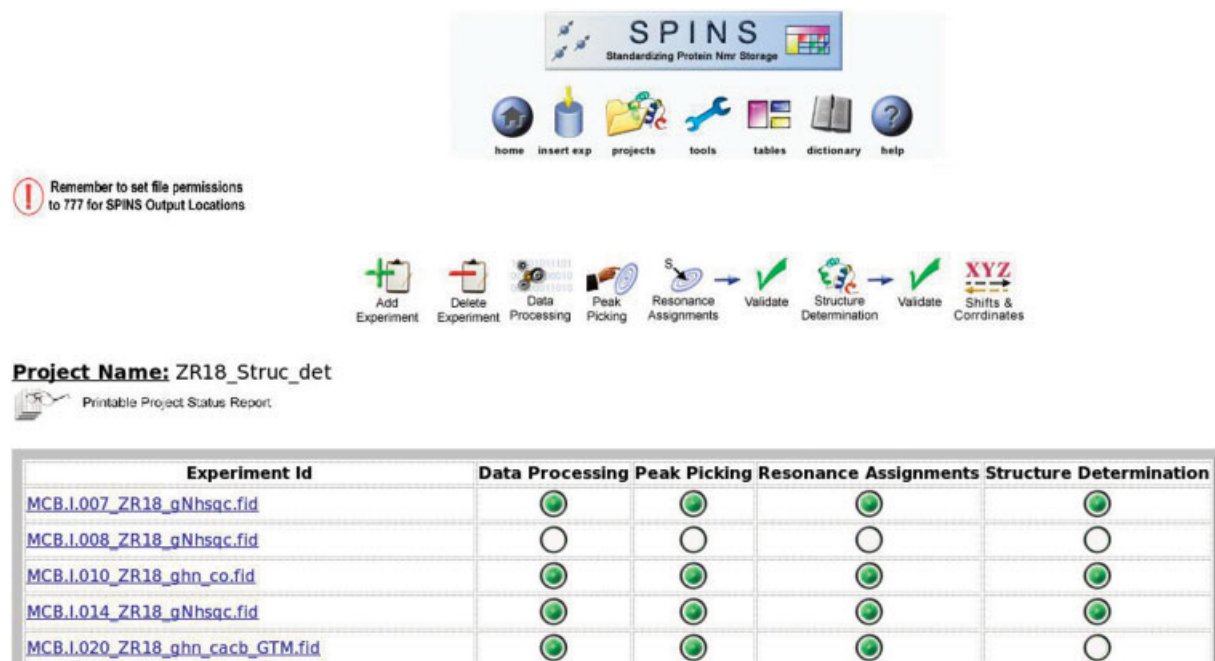 SPINS
Standardizing Protein Nmr Storage
home insert exp projects tools tables dictionary help
Remember to set file permissions
to 777 for SPINS Output Locations
Add Experiment
Delete Experiment
Data Processing
Peak Picking
S
Resonance Assignments
Validate
Structure Determination
Validate
XYZ
Shifts & Corrdinates
Project Name: ZR18_Struc_det
Printable Project Status Report
Experiment Id Data Processing Peak Picking Resonance Assignments Structure Determination
MCB.I.007_ZR18_gNhsqc.fid
MCB.I.008_ZR18_gNhsqc.fid
MCB.I.010_ZR18_ghn_co.fid
MCB.I.014_ZR18_gNhsqc.fid
MCB.I.020_ZR18_ghn_cacb_GTM.fid